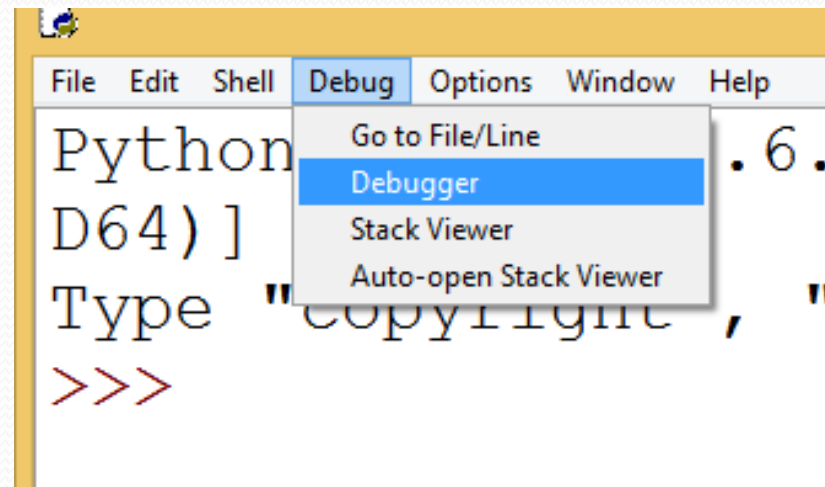 File Edit Shell Debug Options Window Help
Go to File/Line
Debugger
Stack Viewer
Auto-open Stack Viewer
Python .6.
D64)]
Type "copyright", "
>>>